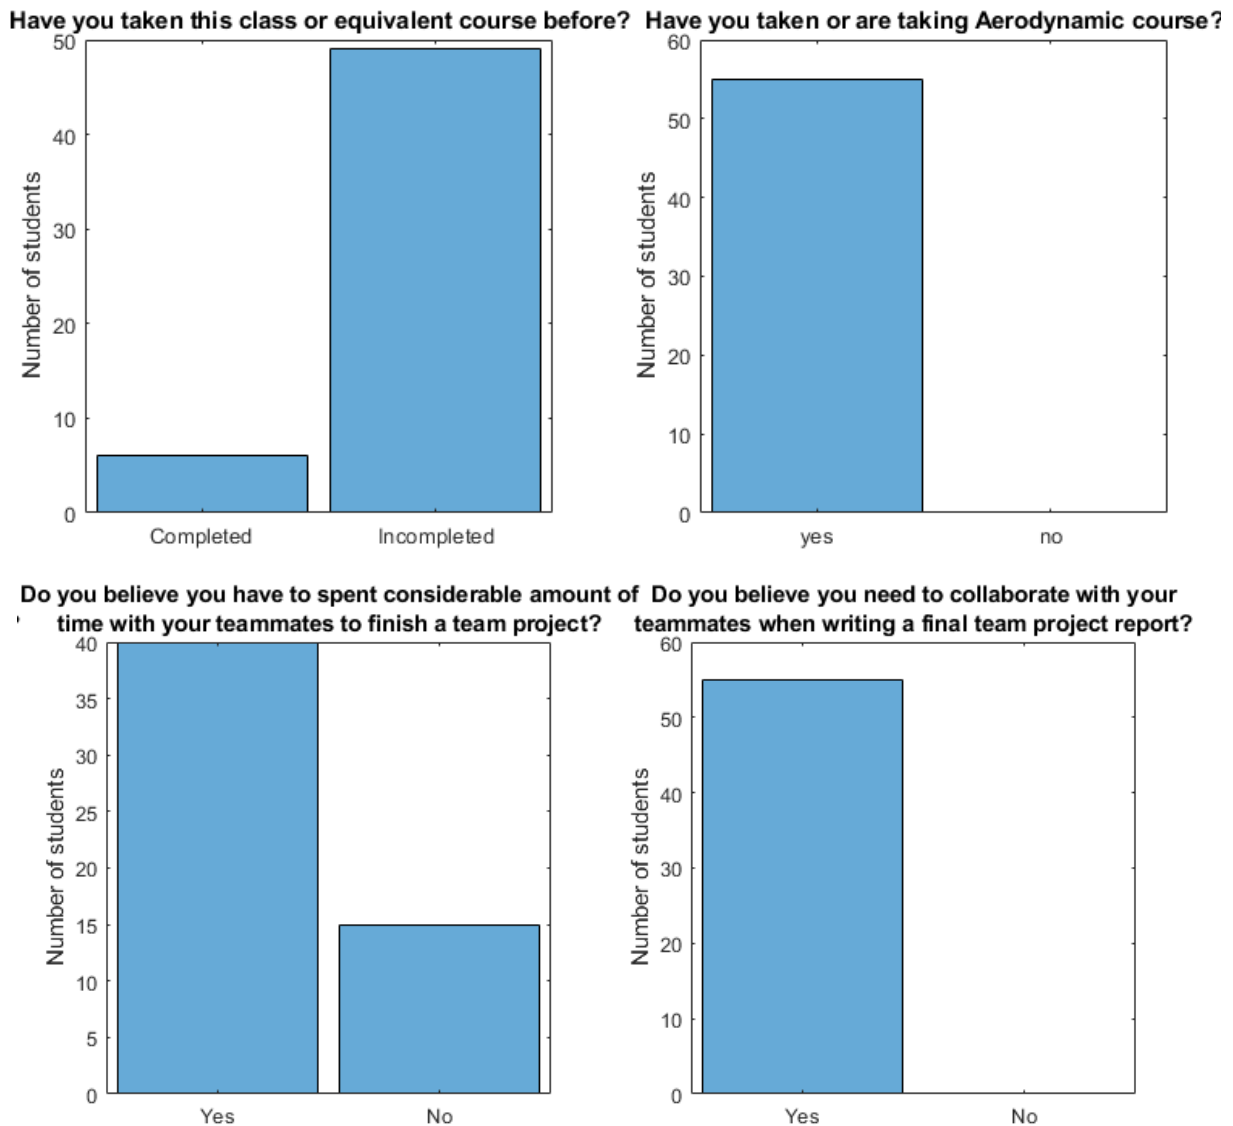 Have you taken this class or equivalent course before?
50
40
30
20
10
0
Number of students
Completed Incompleted
Have you taken or are taking Aerodynamic course?
60
50
40
30
20
10
0
Number of students
yes no
Do you believe you have to spent considerable amount of
time with your teammates to finish a team project?
40
35
30
25
20
15
10
5
0
Number of students
Yes No
Do you believe you need to collaborate with your
teammates when writing a final team project report?
60
50
40
30
20
10
0
Number of students
Yes No